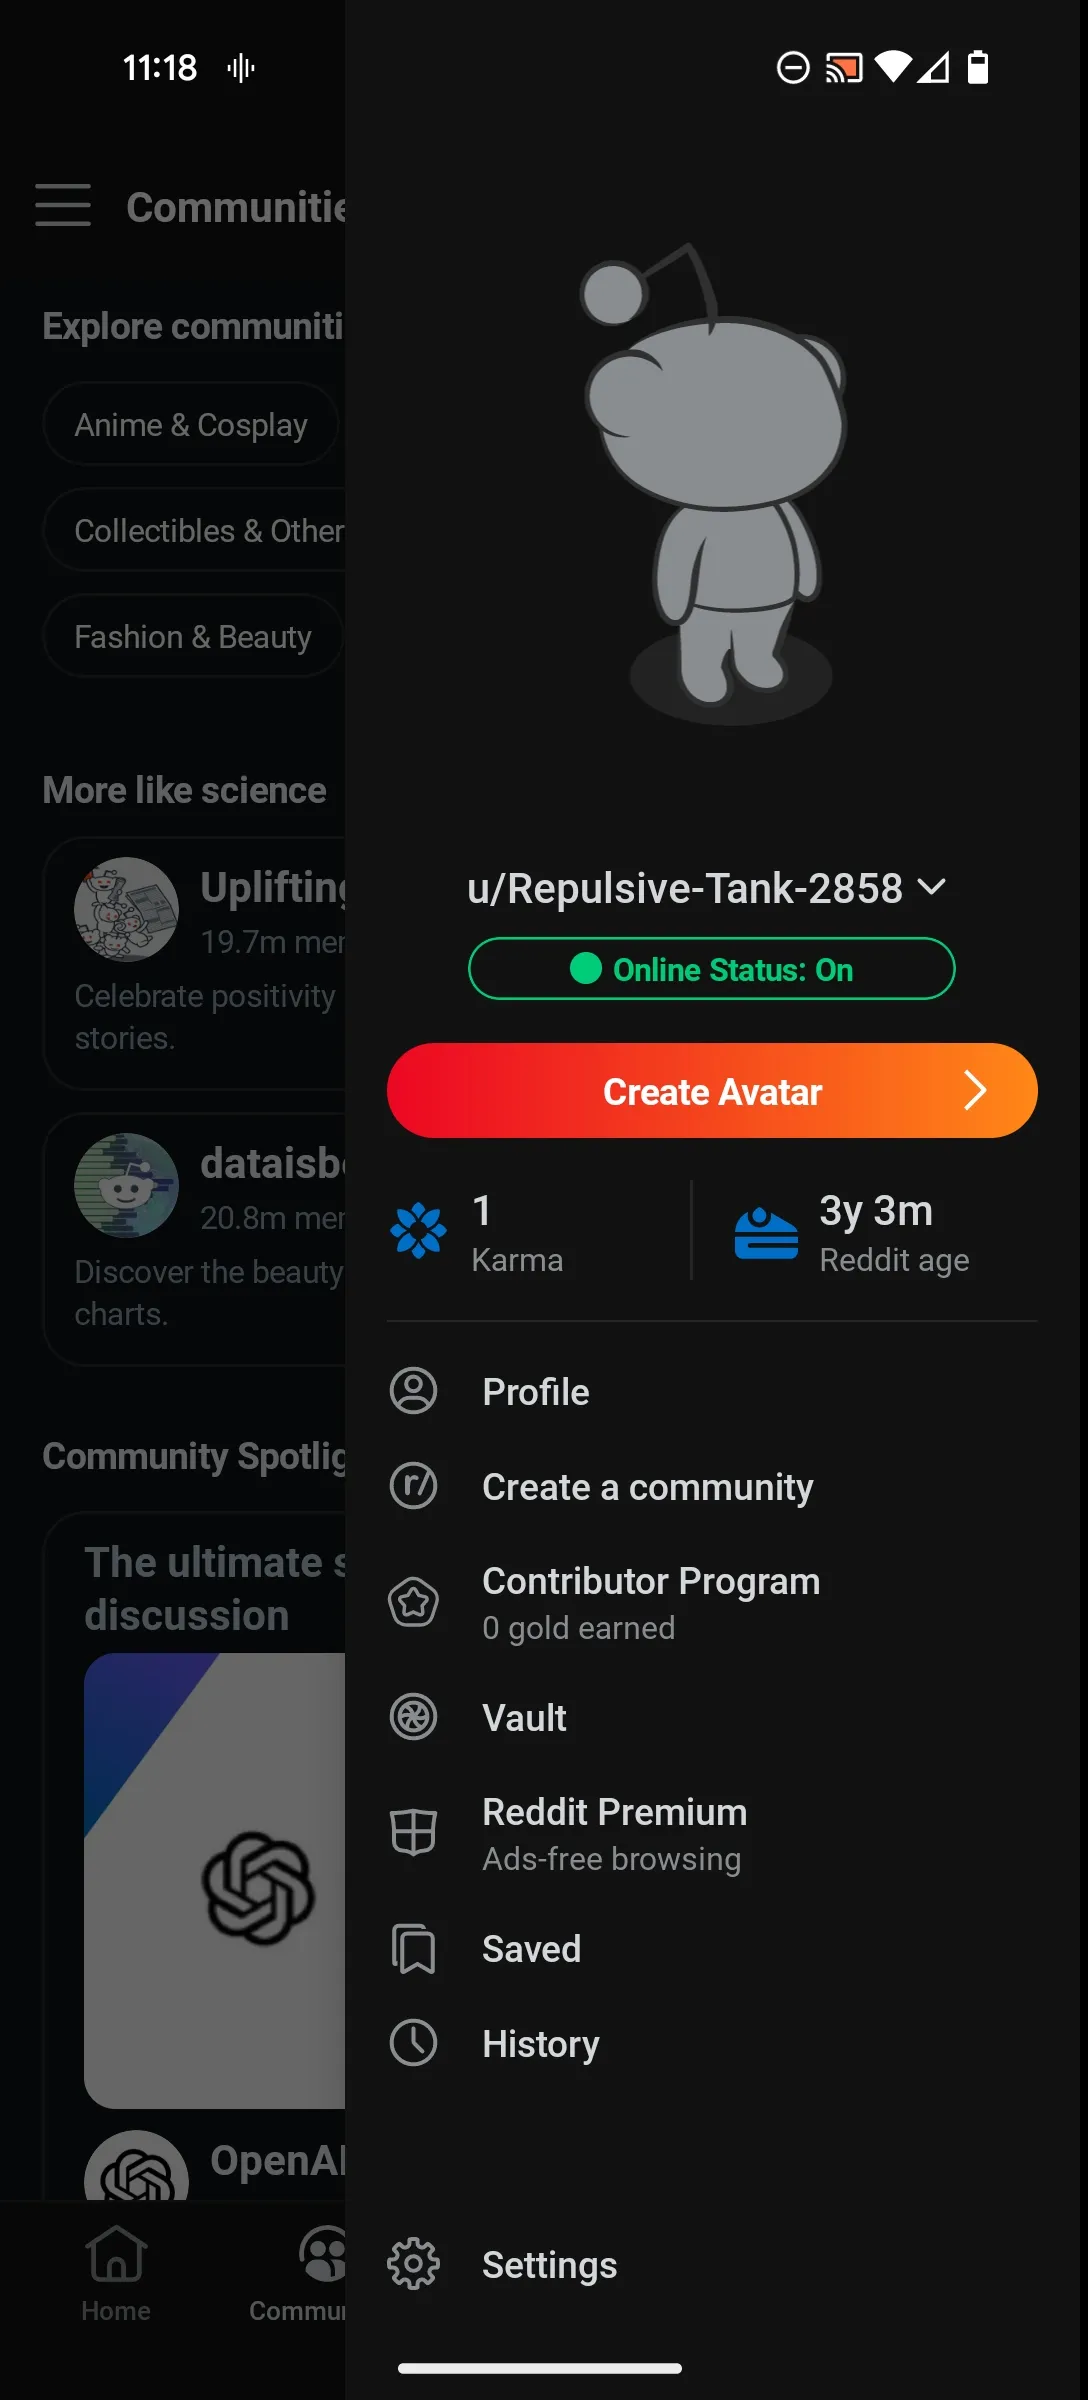 11:18
Communitie
Explore communiti
Anime & Cosplay
Collectibles & Other
Fashion & Beauty
More like science
Uplifting
19.7m mer
Celebrate positivity
stories.
dataisbe
20.8m mer
Discover the beauty
charts.
Community Spotlig
The ultimate s
discussion
OpenAI
Home
Commun
u/Repulsive-Tank-2858
Online Status: On
Create Avatar
1
Karma
3y 3m
Reddit age
Profile
r/
Create a community
Contributor Program
0 gold earned
Vault
Reddit Premium
Ads-free browsing
Saved
History
Settings